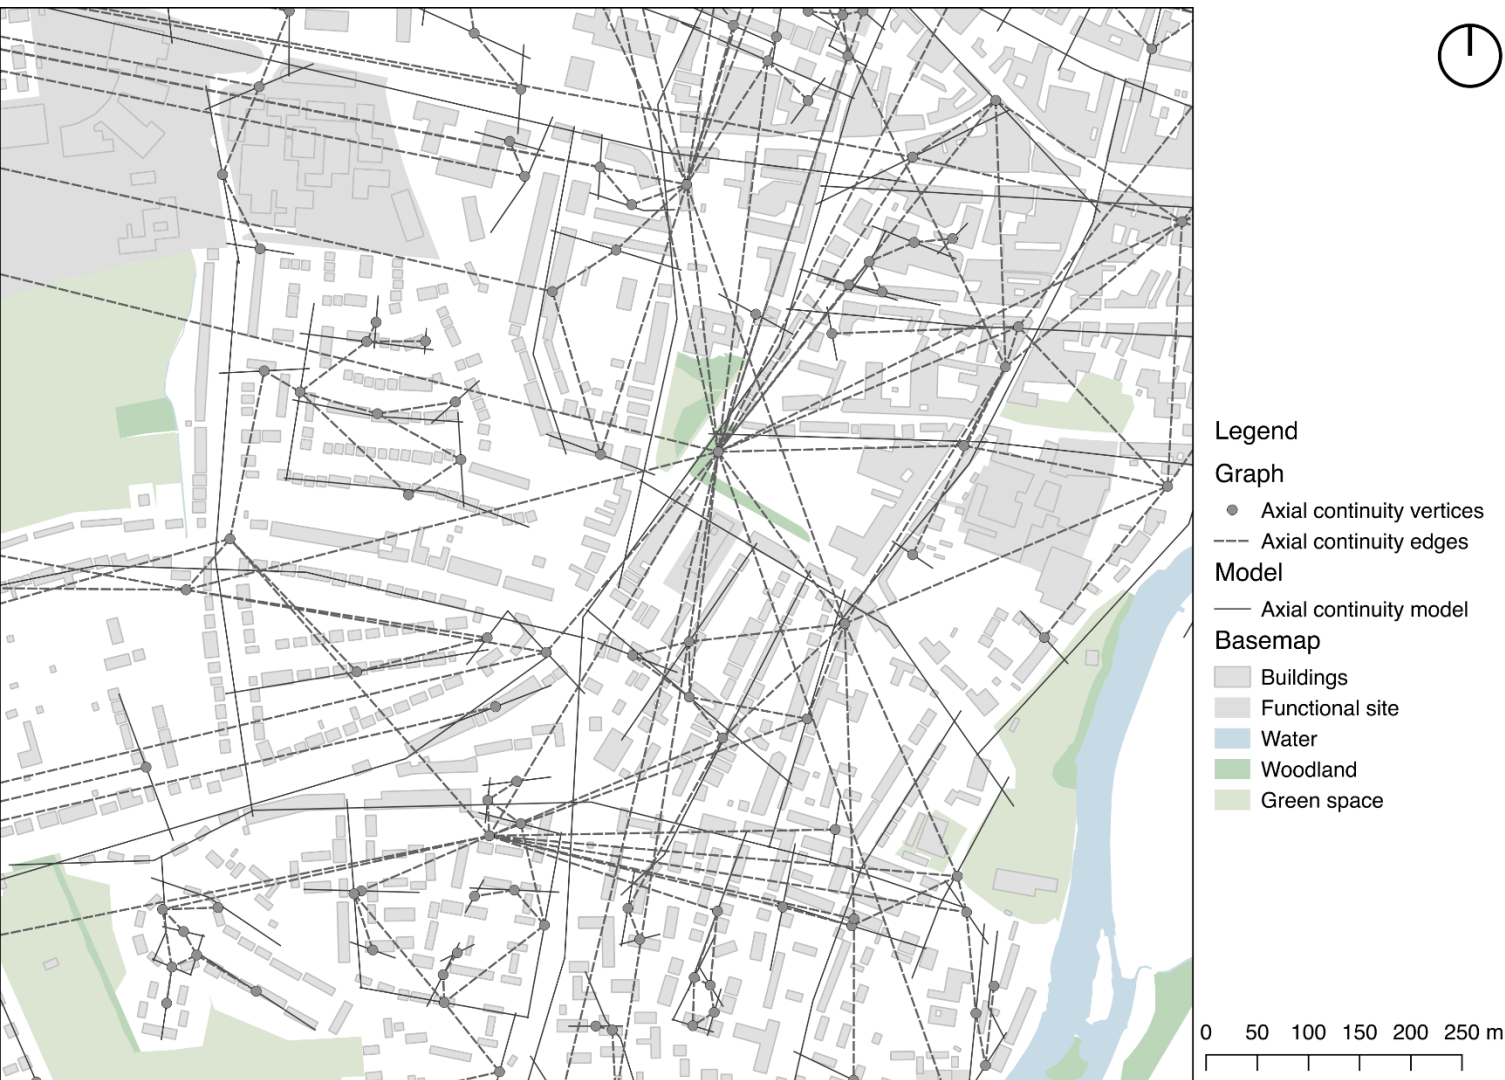 Legend
Graph
Axial continuity vertices
Axial continuity edges
Model
Axial continuity model
Basemap
Buildings
Functional site
Water
Woodland
Green space
0 50 100 150 200 250 m